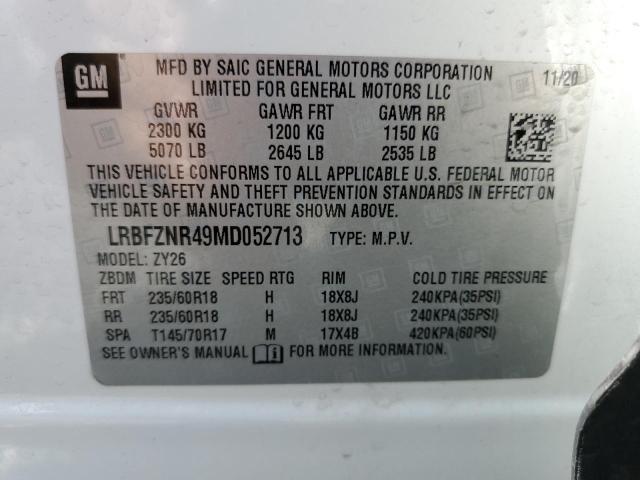 GM
MFD BY SAIC GENERAL MOTORS CORPORATION 11/20
LIMITED FOR GENERAL MOTORS LLC
GVWR GAWR FRT GAWR RR
2300 KG 1200 KG 1150 KG
5070 LB 2645 LB 2535 LB
THIS VEHICLE CONFORMS TO ALL APPLICABLE U.S. FEDERAL MOTOR
VEHICLE SAFETY AND THEFT PREVENTION STANDARDS IN EFFECT ON
THE DATE OF MANUFACTURE SHOWN ABOVE.
LRBFZNR49MD052713 TYPE: M.P.V.
MODEL: ZY26
ZBDM TIRE SIZE SPEED RTG RIM COLD TIRE PRESSURE
FRT 235/60R18 H 18X8J 240KPA(35PSI)
RR 235/60R18 H 18X8J 240KPA(35PSI)
SPA T145/70R17 M 17X4B 420KPA(60PSI)
SEE OWNER'S MANUAL FOR MORE INFORMATION.